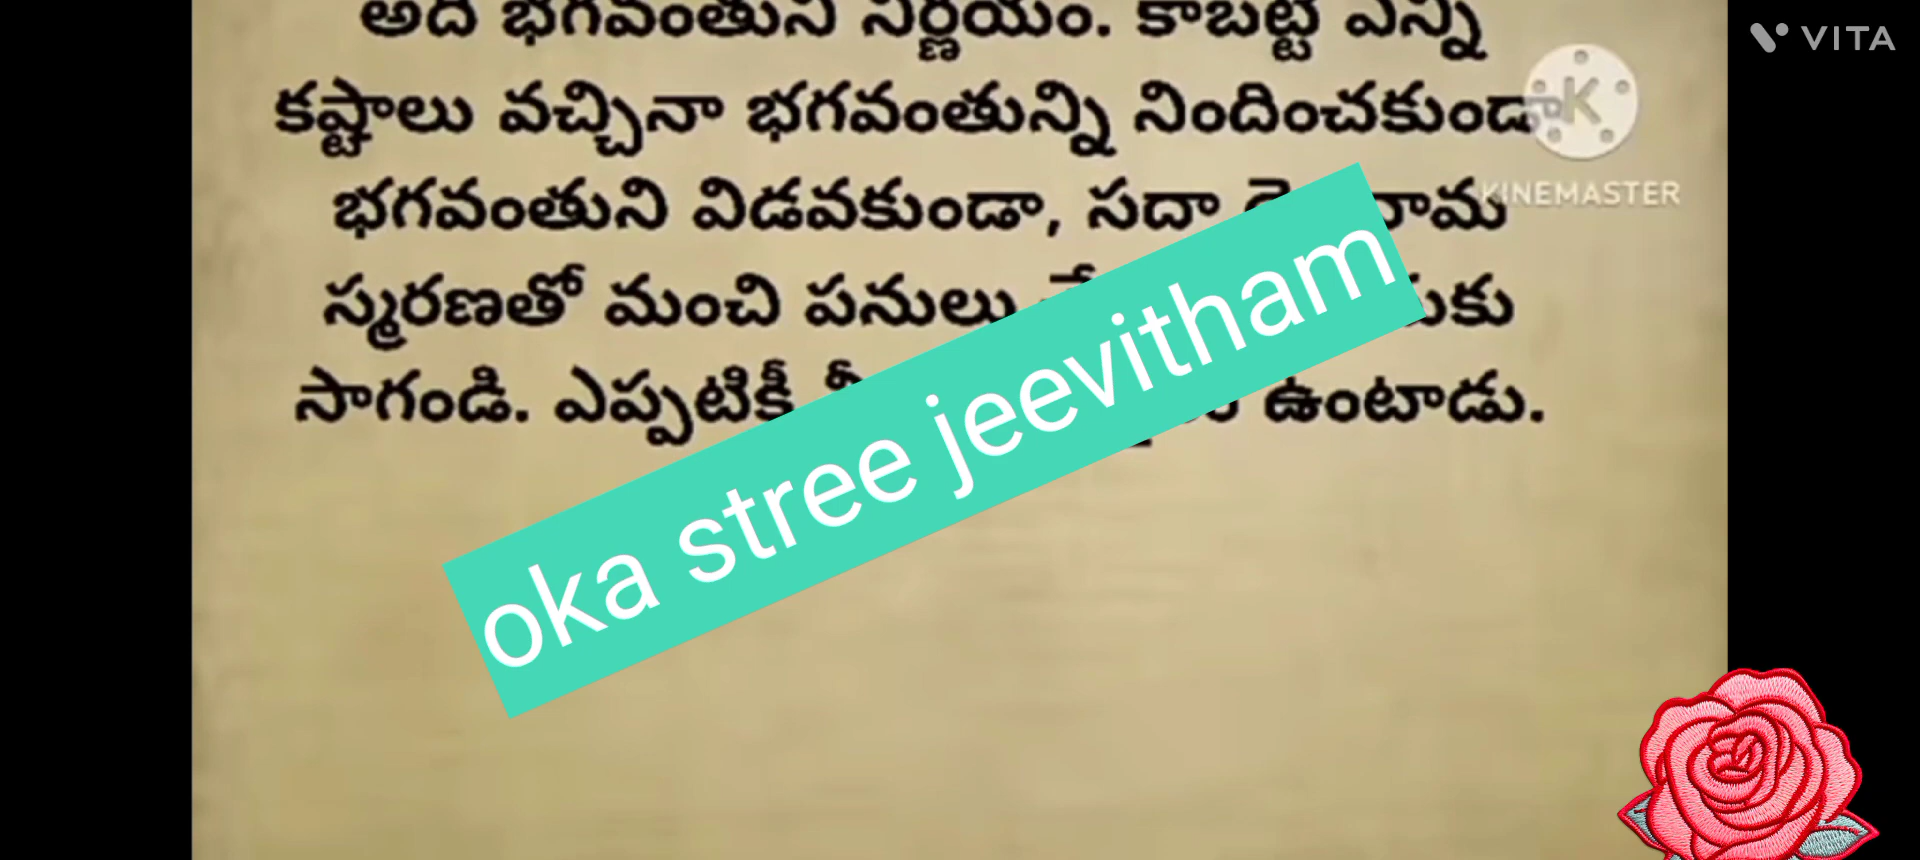 అది భగవంతుని నిర్ణయం. కాబట్టి ఎన్ని
VITA
కష్టాలు వచ్చినా భగవంతున్ని నిందించకుండా
K
KINEMASTER
భగవంతుని విడవకుండా, సదా నామ
స్మరణతో మంచి పనులు
సాగండి. ఎప్పటికీ ఉంటాడు.
oka stree jeevitham